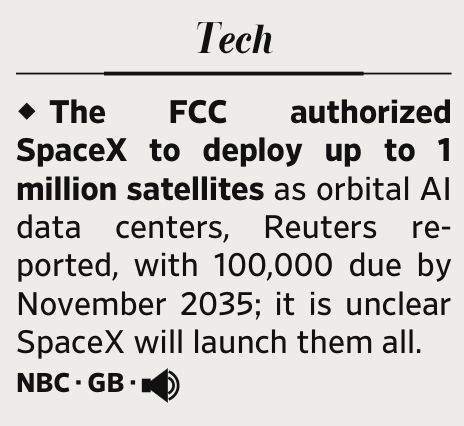 Tech
◆ The FCC authorized
SpaceX to deploy up to 1
million satellites as orbital AI
data centers, Reuters re-
ported, with 100,000 due by
November 2035; it is unclear
SpaceX will launch them all.
NBC · GB ·